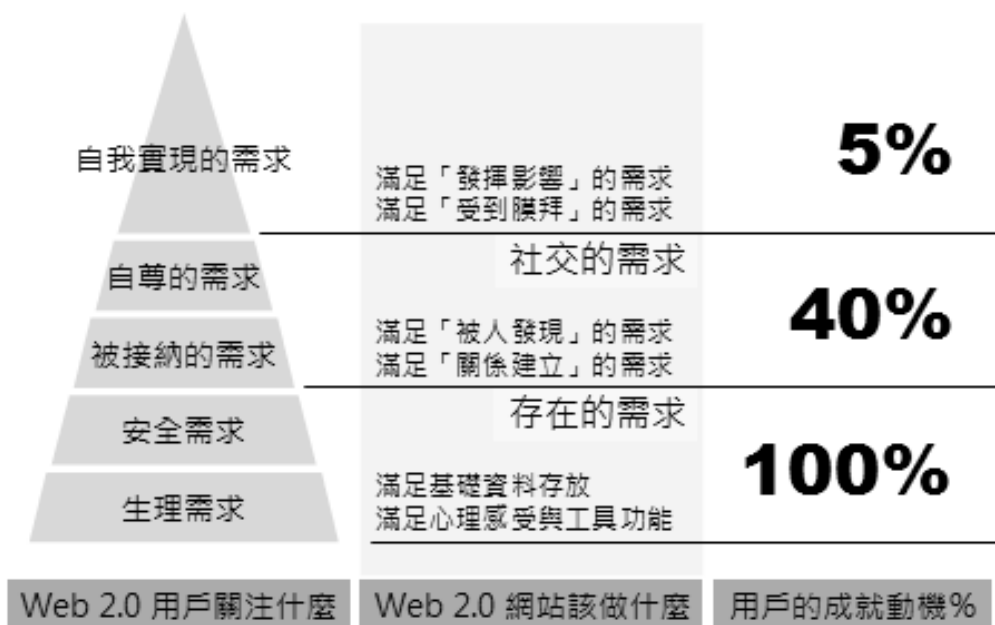 自我實現的需求
滿足「發揮影響」的需求
滿足「受到膜拜」的需求
5%
自尊的需求
社交的需求
被接納的需求
滿足「被人發現」的需求
滿足「關係建立」的需求
40%
安全需求
存在的需求
生理需求
滿足基礎資料存放
滿足心理感受與工具功能
100%
Web 2.0 用戶關注什麼
Web 2.0 網站該做什麼
用戶的成就動機%